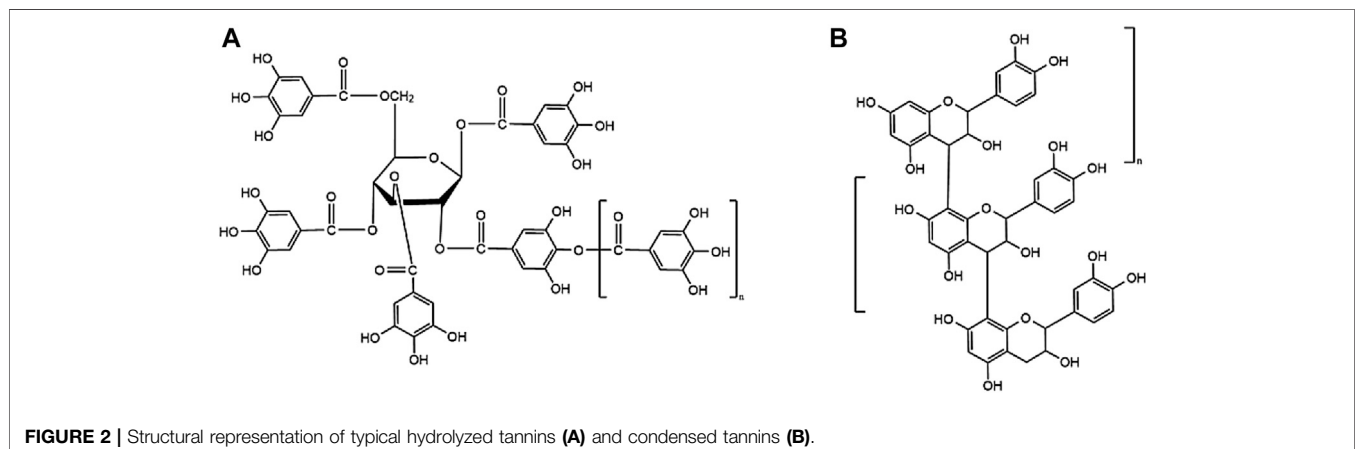 A
HO
O
HO
C
OCH₂
HO
O
C
O
OH
OH
OH
O
O
HO
O
HO
C
O
HO
O
O
C
OH
O
OH
O
C
OH
OH
OH
n
O
C
HO
OH
OH
B
OH
OH
n
HO
O
OH
OH
OH
OH
HO
O
OH
OH
OH
OH
HO
O
OH
OH
FIGURE 2 | Structural representation of typical hydrolyzed tannins (A) and condensed tannins (B).